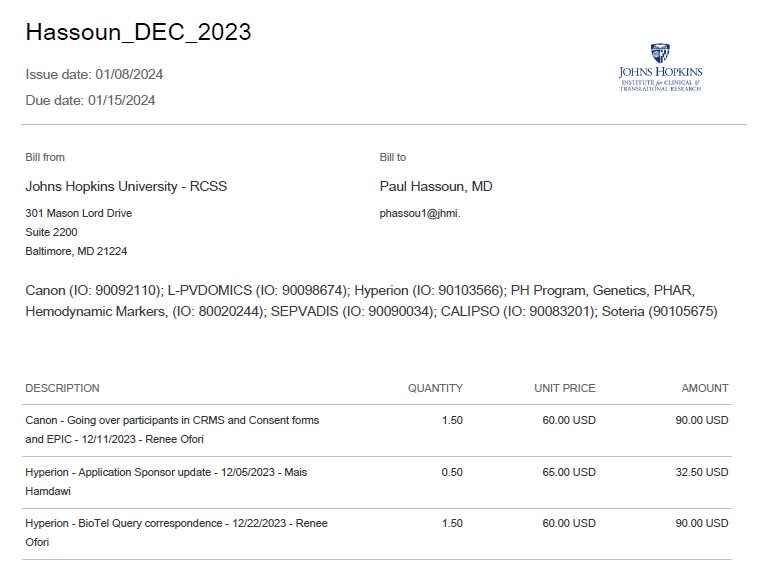 Hassoun_DEC_2023
Issue date: 01/08/2024
Due date: 01/15/2024
JOHNS HOPKINS
INSTITUTE for CLINICAL &
TRANSLATIONAL RESEARCH
Bill from
Johns Hopkins University - RCSS
301 Mason Lord Drive
Suite 2200
Baltimore, MD 21224
Bill to
Paul Hassoun, MD
phassou1@jhmi.
Canon (IO: 90092110); L-PVDOMICS (IO: 90098674); Hyperion (IO: 90103566); PH Program, Genetics, PHAR,
Hemodynamic Markers, (IO: 80020244); SEPVADIS (IO: 90090034); CALIPSO (IO: 90083201); Soteria (90105675)
DESCRIPTION QUANTITY UNIT PRICE AMOUNT
Canon - Going over participants in CRMS and Consent forms 1.50 60.00 USD 90.00 USD
and EPIC - 12/11/2023 - Renee Ofori
Hyperion - Application Sponsor update - 12/05/2023 - Mais 0.50 65.00 USD 32.50 USD
Hamdawi
Hyperion - BioTel Query correspondence - 12/22/2023 - Renee 1.50 60.00 USD 90.00 USD
Ofori